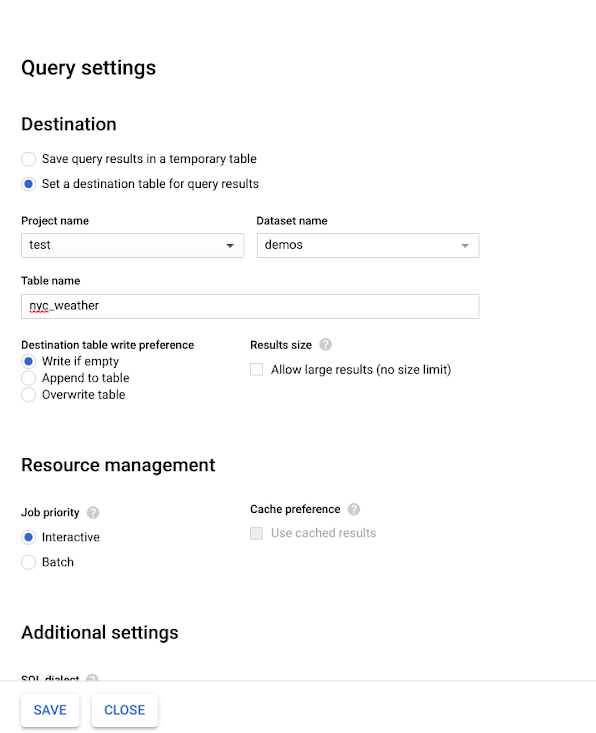 Query settings
Destination
Save query results in a temporary table
Set a destination table for query results
Project name Dataset name
test demos
Table name
nyc_weather
Destination table write preference Results size ?
Write if empty
Allow large results (no size limit)
Append to table
Overwrite table
Resource management
Job priority ? Cache preference ?
Interactive Use cached results
Batch
Additional settings
SQL dialect ?
SAVE CLOSE